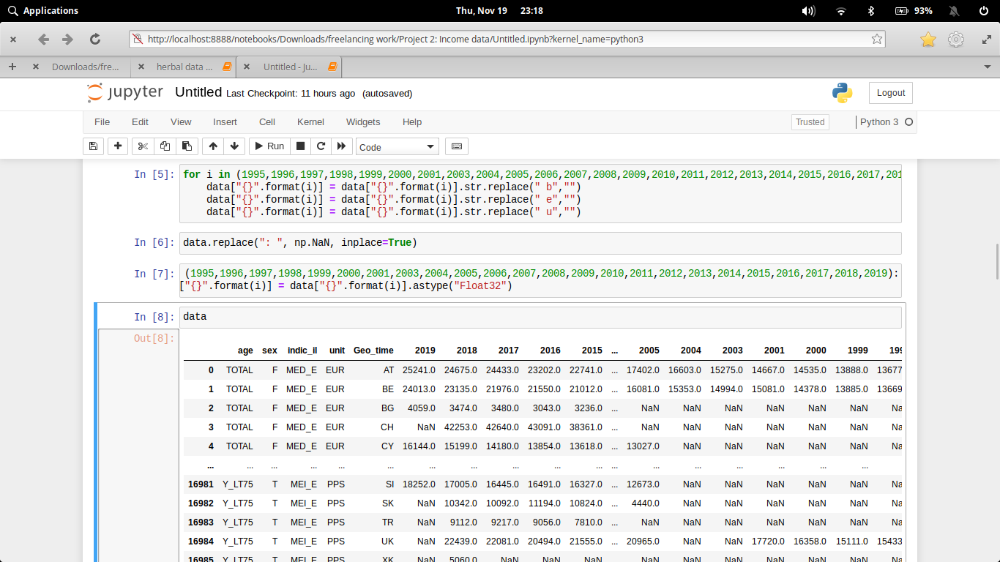 Applications Thu, Nov 19 23:18 93%
http://localhost:8888/notebooks/Downloads/freelancing work/Project 2: Income data/Untitled.ipynb?kernel_name=python3
Downloads/fre... herbal data ... Untitled - Ju...
jupyter Untitled Last Checkpoint: 11 hours ago (autosaved) Logout
File Edit View Insert Cell Kernel Widgets Help Trusted Python 3
Run Code
In [5]: for i in (1995,1996,1997,1998,1999,2000,2001,2003,2004,2005,2006,2007,2008,2009,2010,2011,2012,2013,2014,2015,2016,2017,201
data["{}".format(i)] = data["{}".format(i)].str.replace(" b","")
data["{}".format(i)] = data["{}".format(i)].str.replace(" e","")
data["{}".format(i)] = data["{}".format(i)].str.replace(" u","")
In [6]: data.replace(": ", np.NaN, inplace=True)
In [7]: (1995,1996,1997,1998,1999,2000,2001,2003,2004,2005,2006,2007,2008,2009,2010,2011,2012,2013,2014,2015,2016,2017,2018,2019):
["{}".format(i)] = data["{}".format(i)].astype("Float32")
In [8]: data
Out[8]:
age sex indic_il unit Geo_time 2019 2018 2017 2016 2015 ... 2005 2004 2003 2001 2000 1999 199
0 TOTAL F MED_E EUR AT 25241.0 24675.0 24433.0 23202.0 22741.0 ... 17402.0 16603.0 15275.0 14667.0 14535.0 13888.0 13677
1 TOTAL F MED_E EUR BE 24013.0 23135.0 21976.0 21550.0 21012.0 ... 16081.0 15353.0 14994.0 15081.0 14378.0 13885.0 13669
2 TOTAL F MED_E EUR BG 4059.0 3474.0 3480.0 3043.0 3236.0 ... NaN NaN NaN NaN NaN NaN Na
3 TOTAL F MED_E EUR CH NaN 42253.0 42640.0 43091.0 38361.0 ... NaN NaN NaN NaN NaN NaN Na
4 TOTAL F MED_E EUR CY 16144.0 15199.0 14180.0 13854.0 13618.0 ... 13027.0 NaN NaN NaN NaN NaN Na
... ... ... ... ... ... ... ... ... ... ... ... ... ... ... ... ... ...
16981 Y_LT75 T MEI_E PPS SI 18252.0 17005.0 16445.0 16491.0 16327.0 ... 12673.0 NaN NaN NaN NaN NaN Na
16982 Y_LT75 T MEI_E PPS SK NaN 10342.0 10092.0 11194.0 10824.0 ... 4440.0 NaN NaN NaN NaN NaN Na
16983 Y_LT75 T MEI_E PPS TR NaN 9112.0 9217.0 9056.0 7810.0 ... NaN NaN NaN NaN NaN NaN Na
16984 Y_LT75 T MEI_E PPS UK NaN 22439.0 22081.0 20494.0 21555.0 ... 20965.0 NaN NaN 17720.0 16358.0 15111.0 15433
16985 Y_LT75 T MEI_E PPS XK NaN 5060.0 NaN NaN NaN ... NaN NaN NaN NaN NaN NaN Na